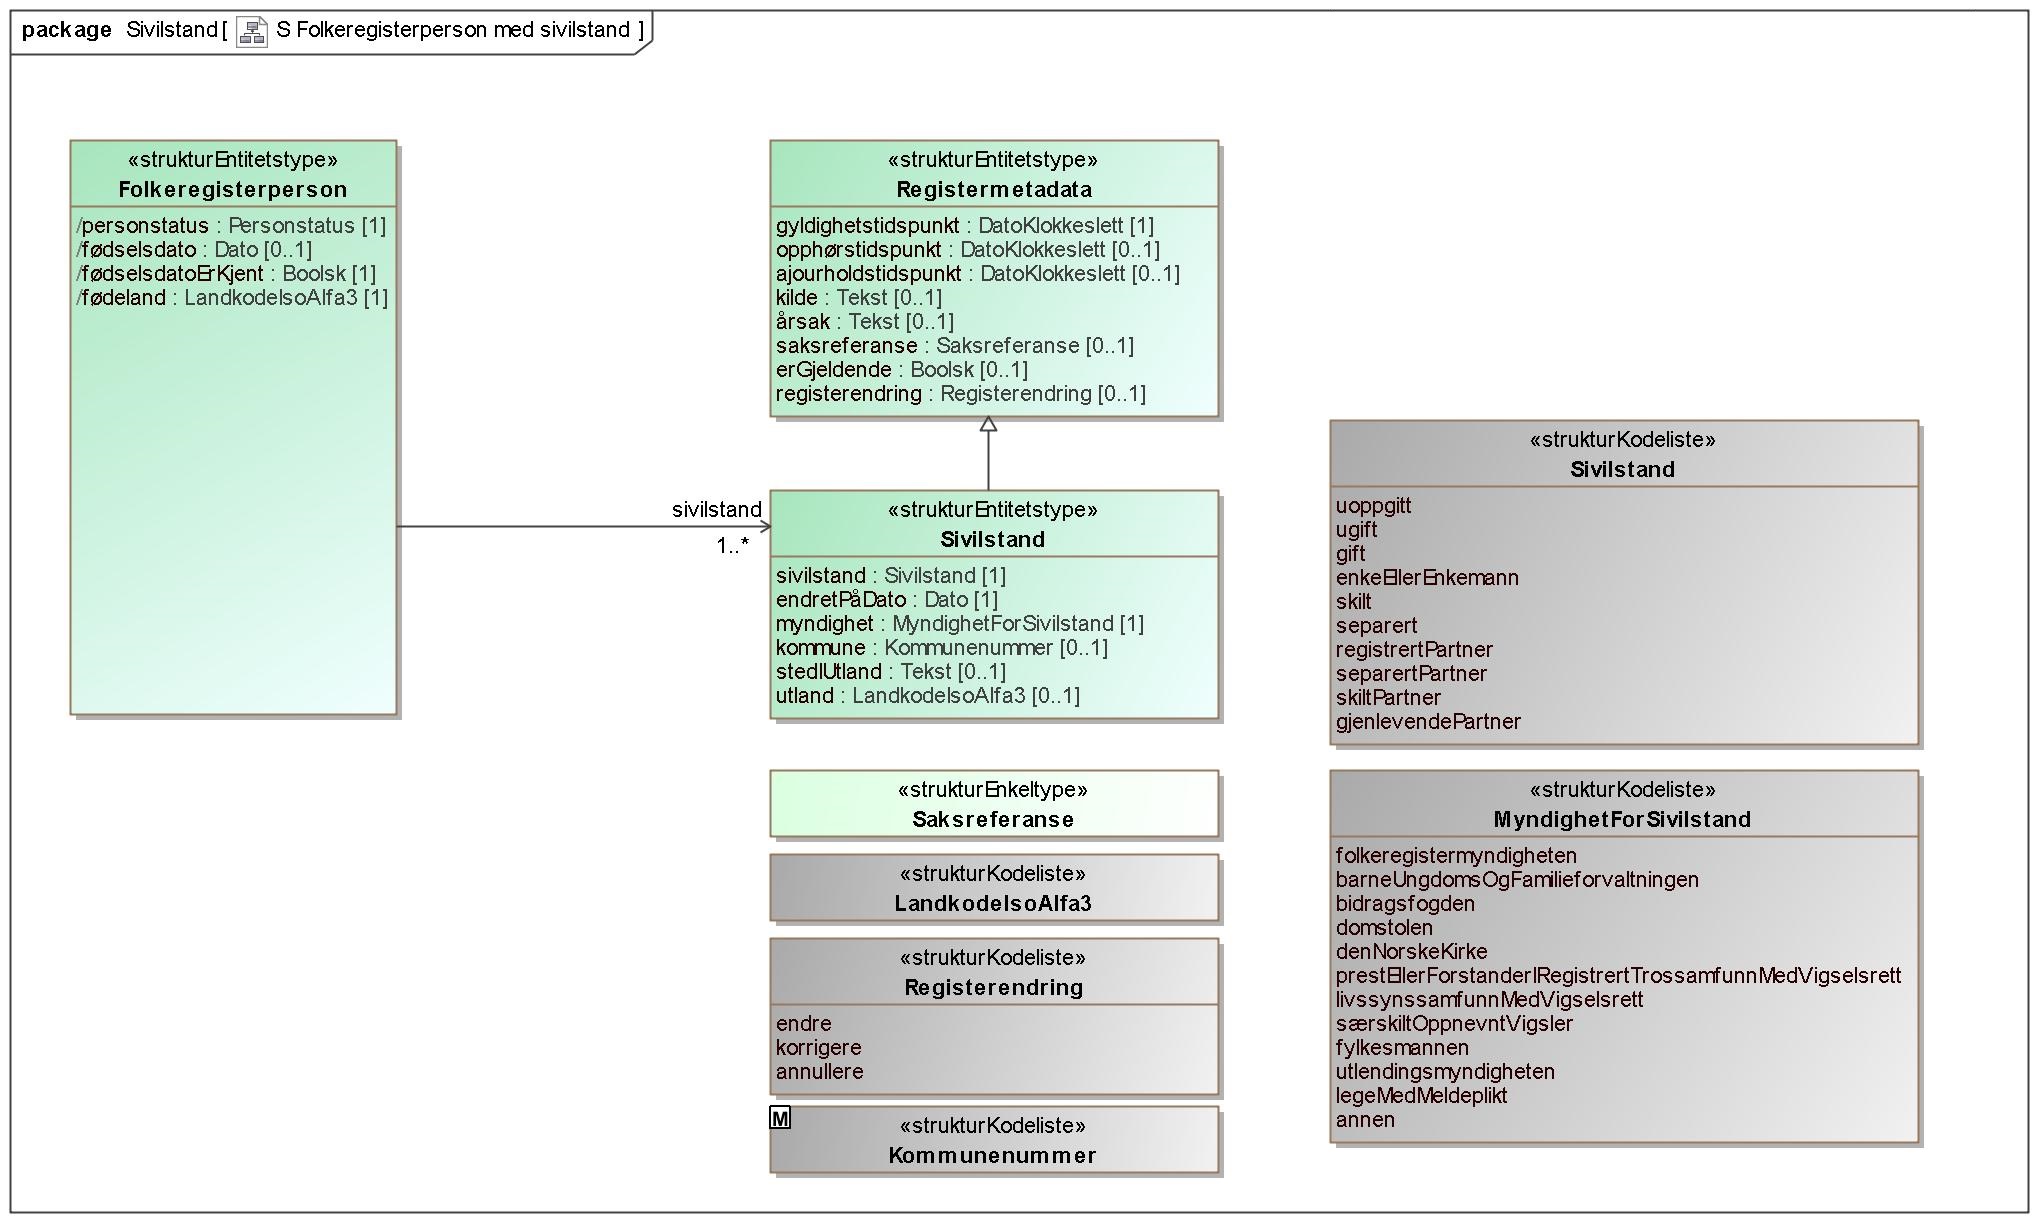 package Sivilstand [ S Folkeregisterperson med sivilstand ]
«strukturEntitetstype»
Folkeregisterperson
/personstatus : Personstatus [1]
/fødselsdato : Dato [0..1]
/fødselsdatoErKjent : Boolsk [1]
/fødeland : LandkodeIsoAlfa3 [1]
«strukturEntitetstype»
Registermetadata
gyldighetstidspunkt : DatoKlokkeslett [1]
opphørstidspunkt : DatoKlokkeslett [0..1]
ajourholdstidspunkt : DatoKlokkeslett [0..1]
kilde : Tekst [0..1]
årsak : Tekst [0..1]
saksreferanse : Saksreferanse [0..1]
erGjeldende : Boolsk [0..1]
registerendring : Registerendring [0..1]
sivilstand
1..*
«strukturEntitetstype»
Sivilstand
sivilstand : Sivilstand [1]
endretPåDato : Dato [1]
myndighet : MyndighetForSivilstand [1]
kommune : Kommunenummer [0..1]
stedIUtland : Tekst [0..1]
utland : LandkodeIsoAlfa3 [0..1]
«strukturEnkeltype»
Saksreferanse
«strukturKodeliste»
LandkodeIsoAlfa3
«strukturKodeliste»
Registerendring
endre
korrigere
annullere
M
«strukturKodeliste»
Kommunenummer
«strukturKodeliste»
Sivilstand
uoppgitt
ugift
gift
enkeEllerEnkemann
skilt
separert
registrertPartner
separertPartner
skiltPartner
gjenlevendePartner
«strukturKodeliste»
MyndighetForSivilstand
folkeregistermyndigheten
barneUngdomsOgFamilieforvaltningen
bidragsfogden
domstolen
denNorskeKirke
prestEllerForstanderIRegistrertTrossamfunnMedVigselsrett
livssynssamfunnMedVigselsrett
særskiltOppnevntVigsler
fylkesmannen
utlendingsmyndigheten
legeMedMeldeplikt
annen